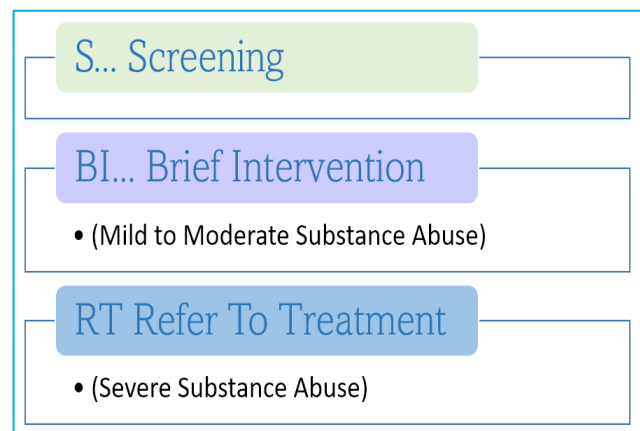 S... Screening
BI... Brief Intervention
• (Mild to Moderate Substance Abuse)
RT Refer To Treatment
• (Severe Substance Abuse)